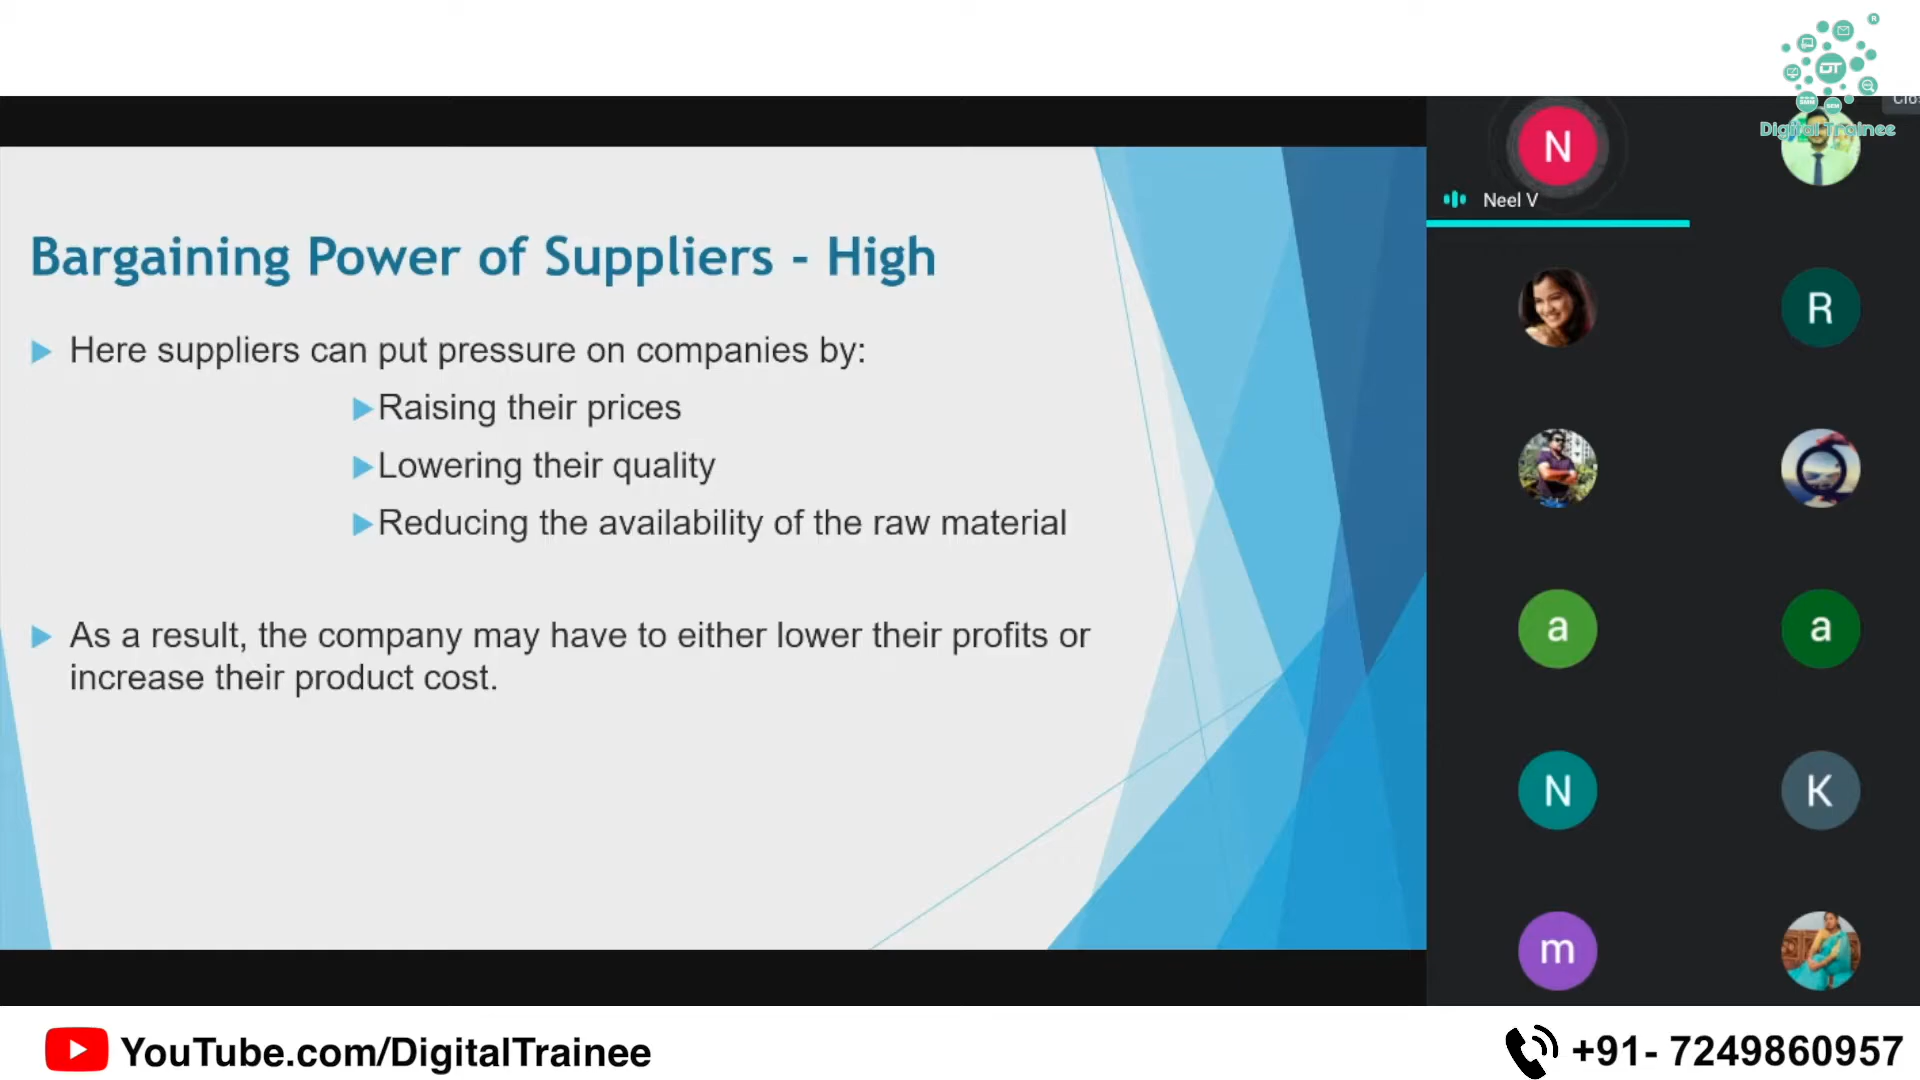 Digital Trainee
DT
R
Clo
N
Neel V
Bargaining Power of Suppliers - High
Here suppliers can put pressure on companies by:
Raising their prices
Lowering their quality
Reducing the availability of the raw material
As a result, the company may have to either lower their profits or
increase their product cost.
R
a
a
N
K
m
YouTube.com/DigitalTrainee
+91- 7249860957